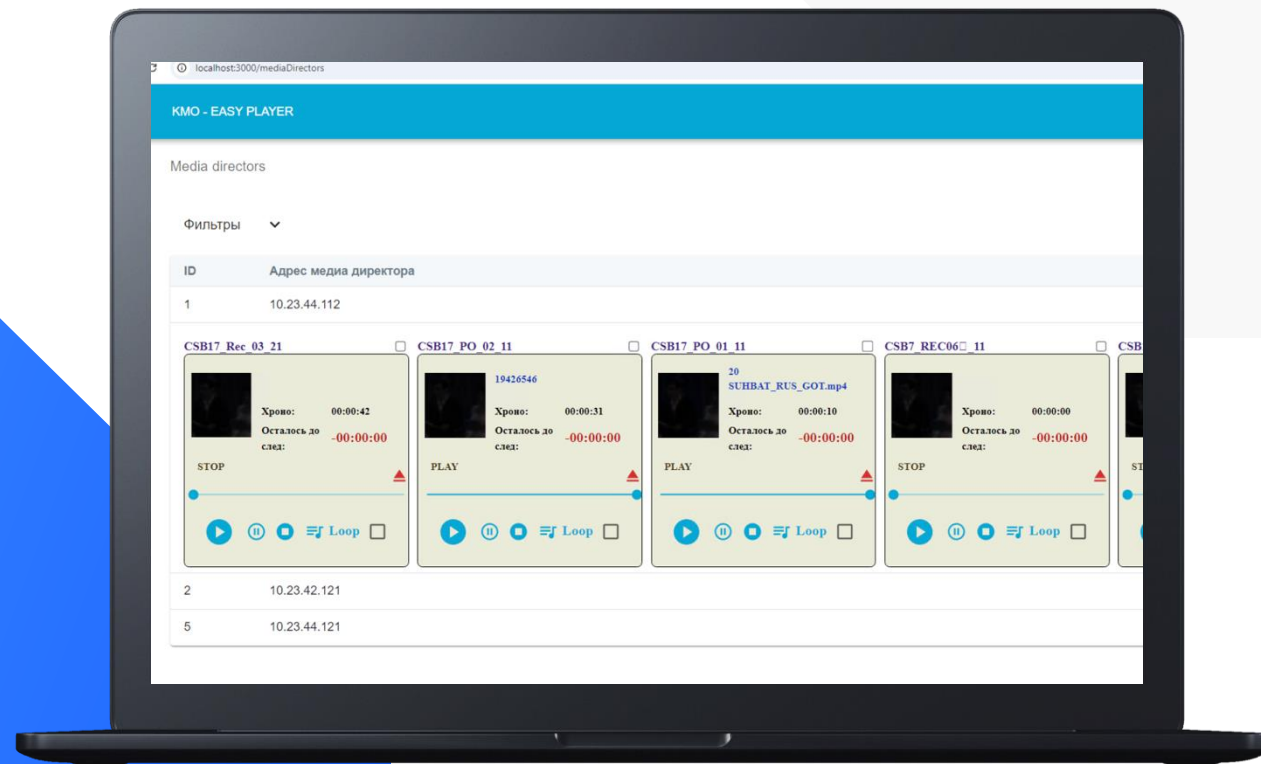 localhost:3000/mediaDirectors
KMO - EASY PLAYER
Media directors
Фильтры
ID Адрес медиа директора
1 10.23.44.112
CSB17_Rec_03_21 CSB17_PO_02_11 CSB17_PO_01_11 CSB7_REC06 _11 CSB
19426546 20
SUHBAT_RUS_GOT.mp4
Хроно: 00:00:42 Хроно: 00:00:31 Хроно: 00:00:10 Хроно: 00:00:00
Осталось до Осталось до Осталось до Осталось до
след: -00:00:00 след: -00:00:00 след: -00:00:00 след: -00:00:00
STOP PLAY PLAY STOP ST
Loop Loop Loop Loop
2 10.23.42.121
5 10.23.44.121